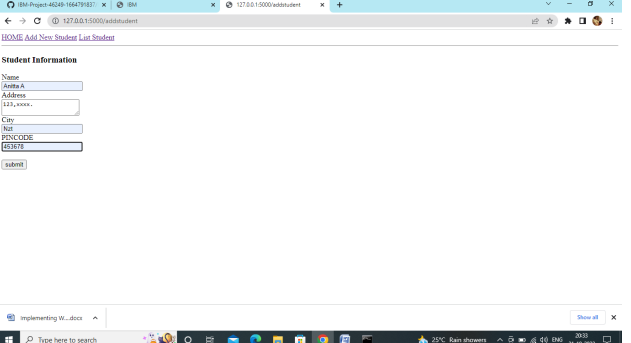 IBM-Project-46249-16647918373
IBM
127.0.0.1:5000/addstudent
127.0.0.1:5000/addstudent
HOME Add New Student List Student
Student Information
Name
Anitta A
Address
123,xxxx.
City
Nzt
PINCODE
453678
submit
Implementing W....docx
Show all
Type here to search
25°C Rain showers
ENG
20:33